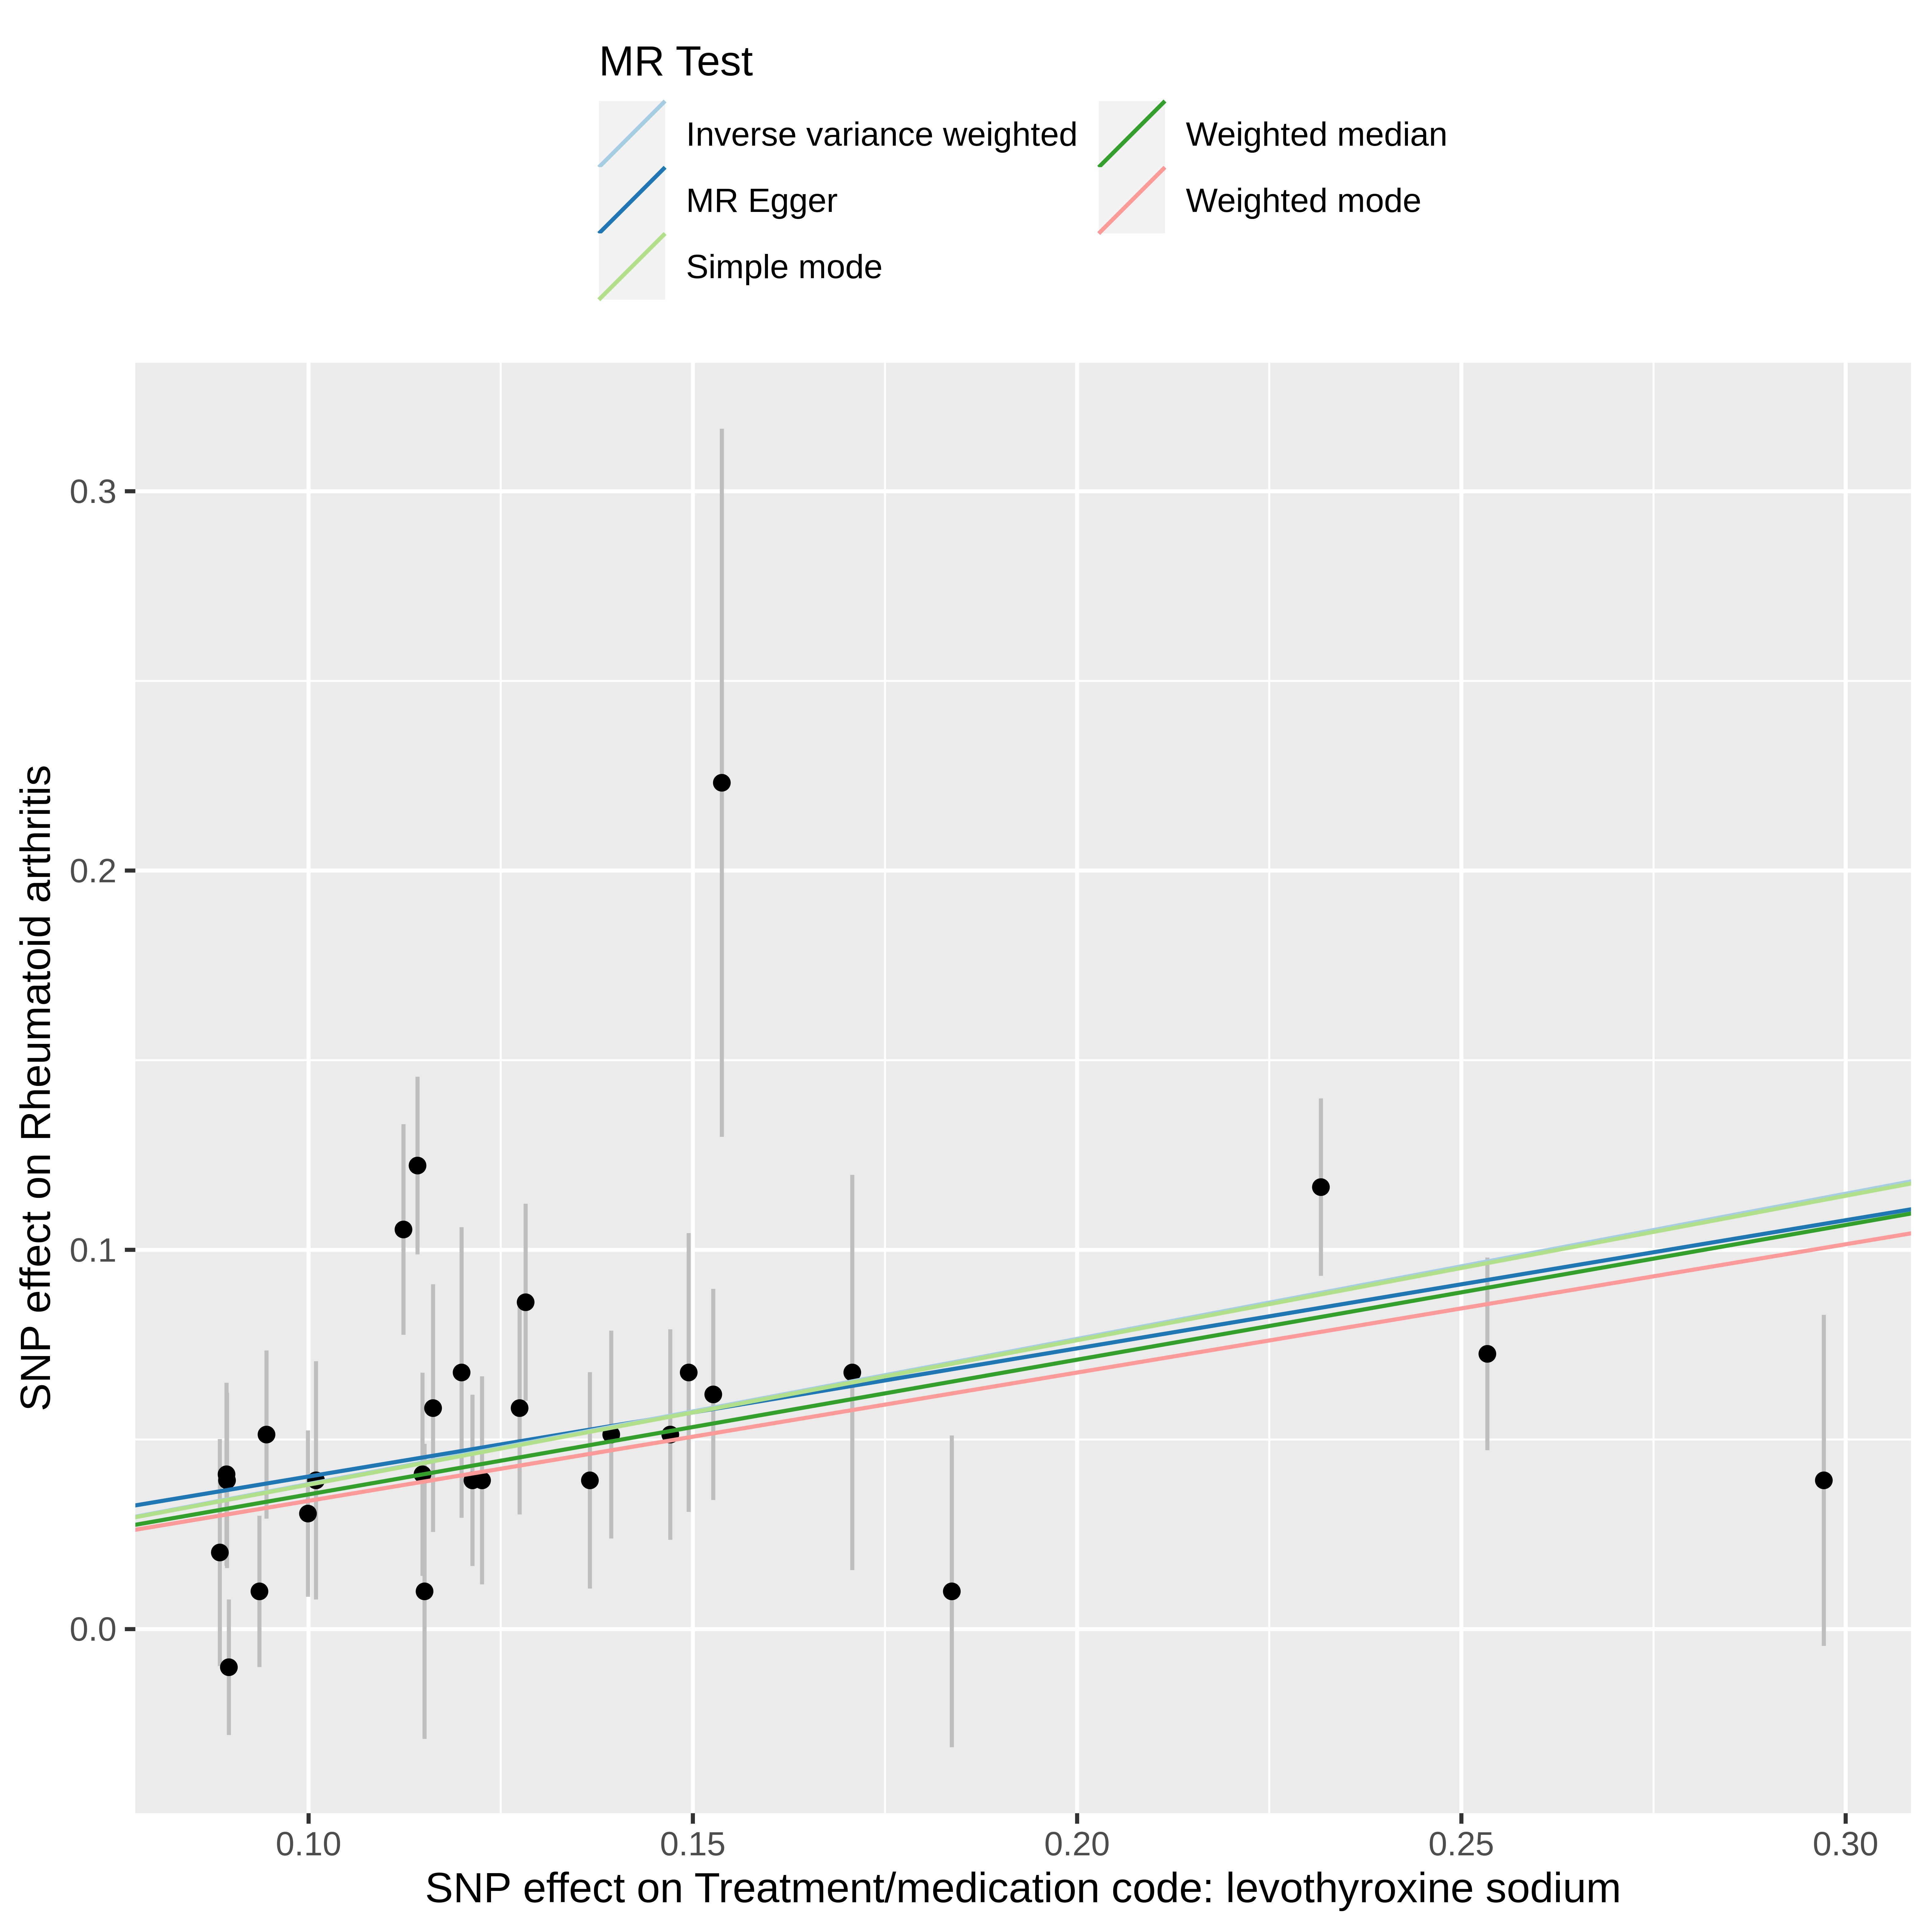 MR Test
Inverse variance weighted
Weighted median
MR Egger
Weighted mode
Simple mode
SNP effect on Rheumatoid arthritis
0.3
0.2
0.1
0.0
0.10 0.15 0.20 0.25 0.30
SNP effect on Treatment/medication code: levothyroxine sodium